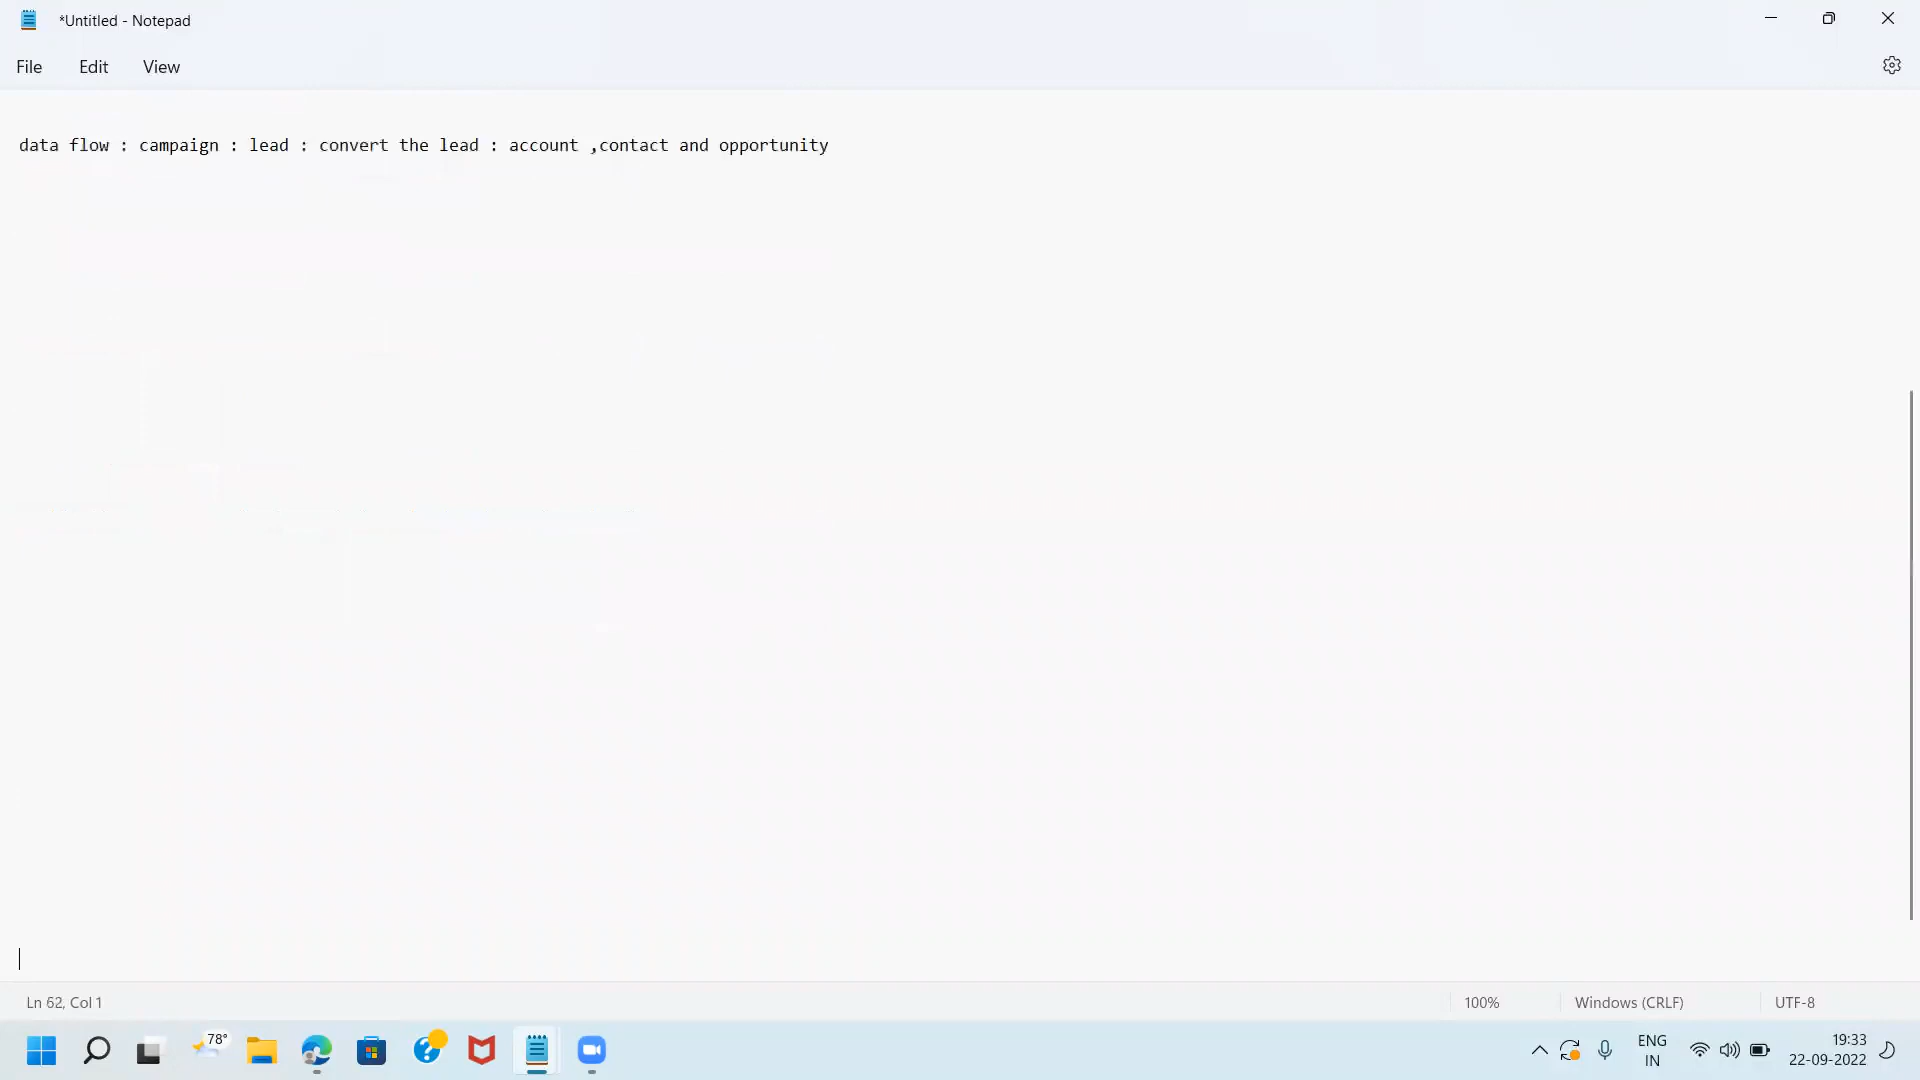 *Untitled - Notepad
File Edit View
data flow : campaign : lead : convert the lead : account ,contact and opportunity
Ln 62, Col 1 100% Windows (CRLF) UTF-8
78°
ENG
IN
19:33
22-09-2022